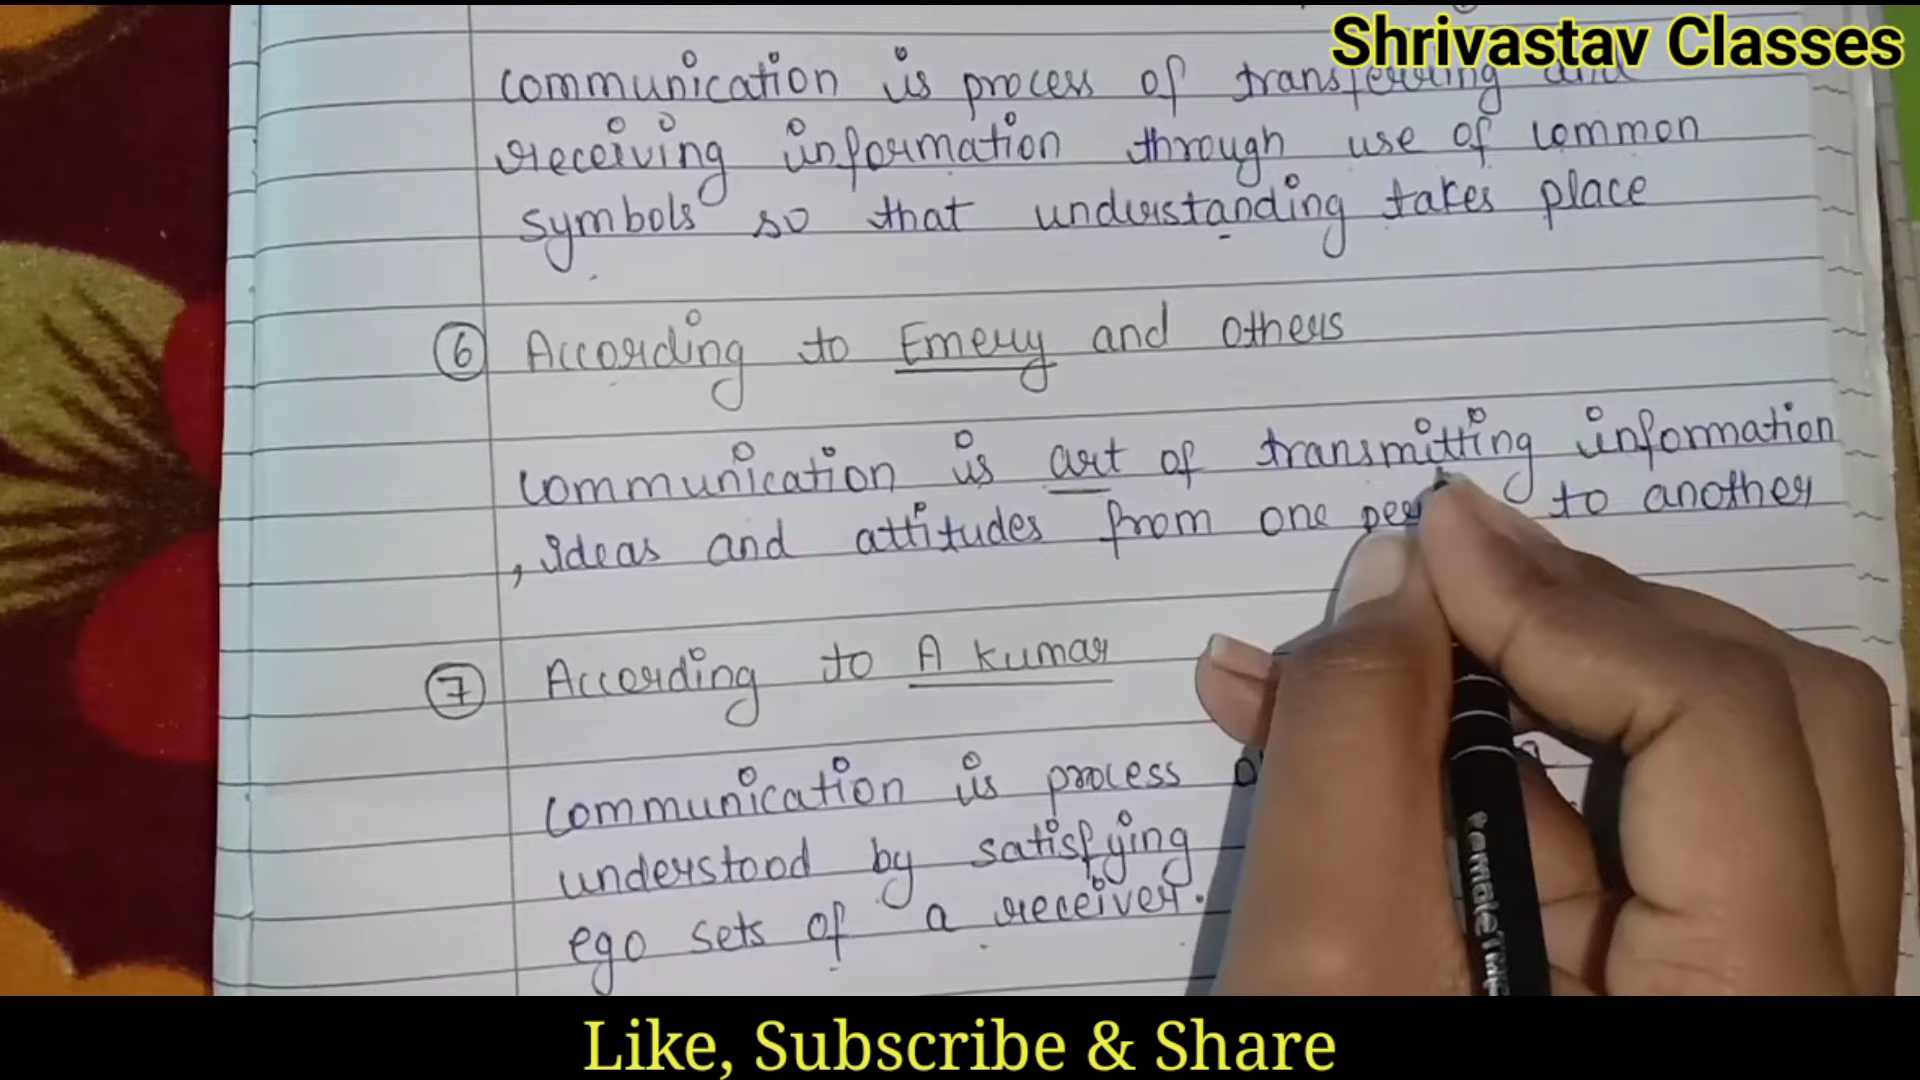 Shrivastav Classes
communication is process of transferring and
receiving information through use of common
symbols so that understanding takes place
6 According to Emery and others
communication is art of transmitting information
, ideas and attitudes from one to another
7 According to A Kumar
communication is process
understood by satisfying
ego sets of a receiver.
Like, Subscribe & Share